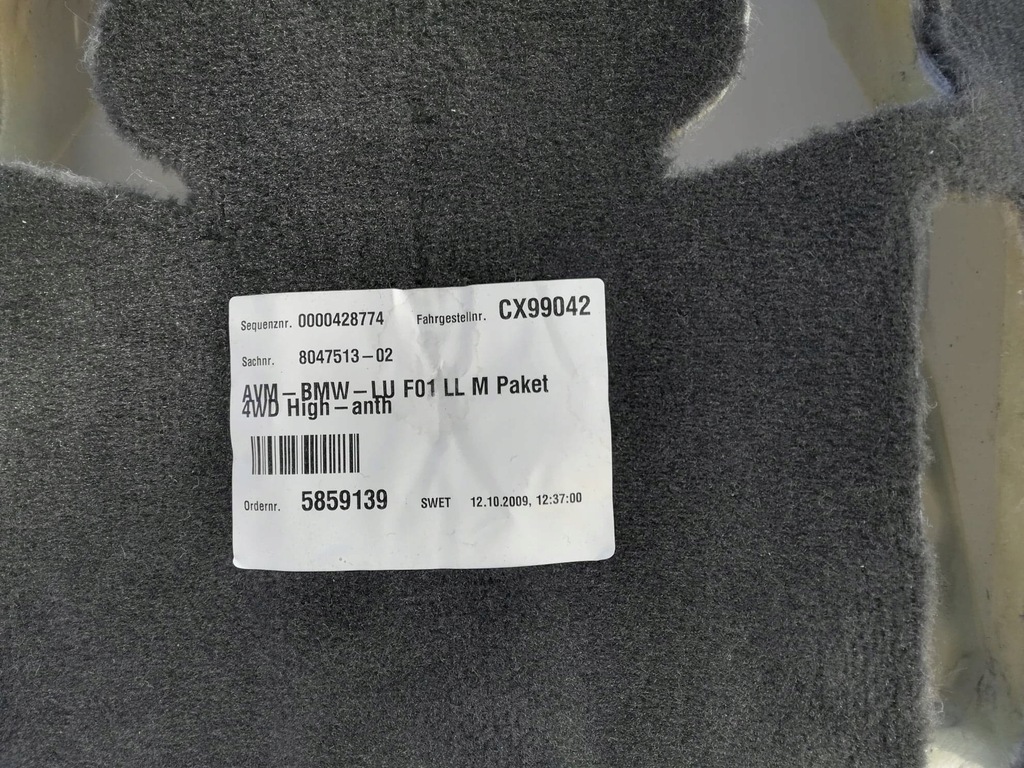 Sequenznr. 0000428774 Fahrgestellnr. CX99042
Sachnr. 8047513-02
AVM-BMW-LU F01 LL M Paket
4WD High-anth
Ordernr. 5859139 SWET 12.10.2009, 12:37:00